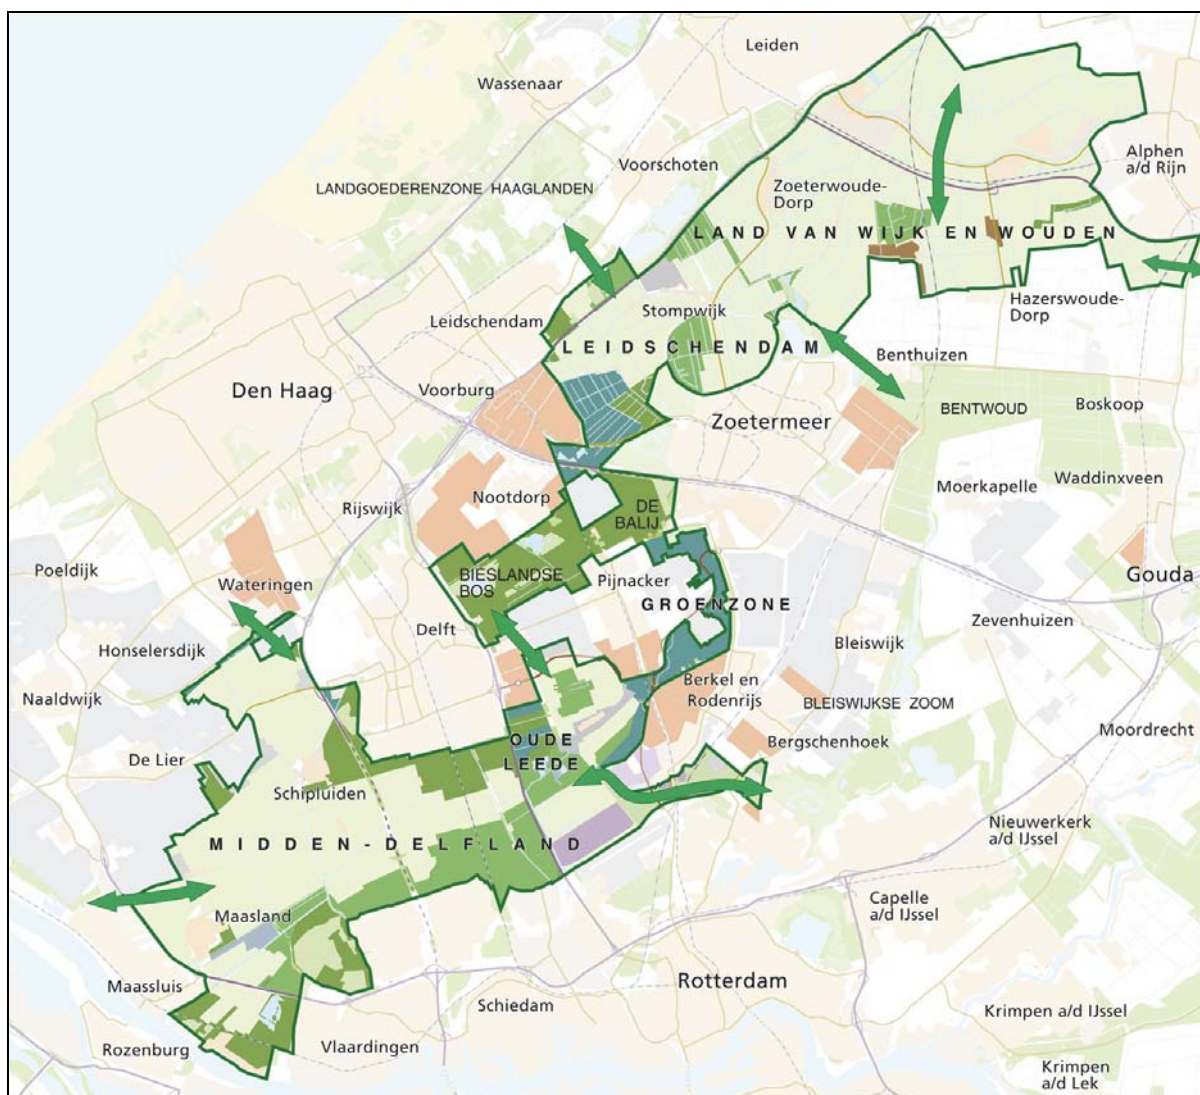 Leiden
Wassenaar
Voorschoten
Alphen
a/d Rijn
LANDGOEDERENZONE HAAGLANDEN
Zoeterwoude-
Dorp
LAND VAN WIJK EN WOUDEN
Stompwijk
Hazerswoude-
Dorp
Leidschendam
LEIDSCHENDAM
Benthuizen
Den Haag
Voorburg
Zoetermeer
BENTWOUD
Boskoop
Nootdorp
Moerkapelle
Waddinxveen
Rijswijk
DE
BALIJ
Poeldijk
Wateringen
BIESLANDSE
BOS
Pijnacker
Gouda
GROENZONE
Zevenhuizen
Delft
Honselersdijk
Bleiswijk
Naaldwijk
Berkel en
Rodenrijs
BLEISWIJKSE ZOOM
Moordrecht
OUDE
LEEDE
Bergschenhoek
De Lier
Schipluiden
MIDDEN-DELFLAND
Nieuwerkerk
a/d IJssel
Capelle
a/d IJssel
Maasland
Maassluis
Rotterdam
Schiedam
Krimpen a/d IJssel
Rozenburg
Vlaardingen
Krimpen
a/d Lek